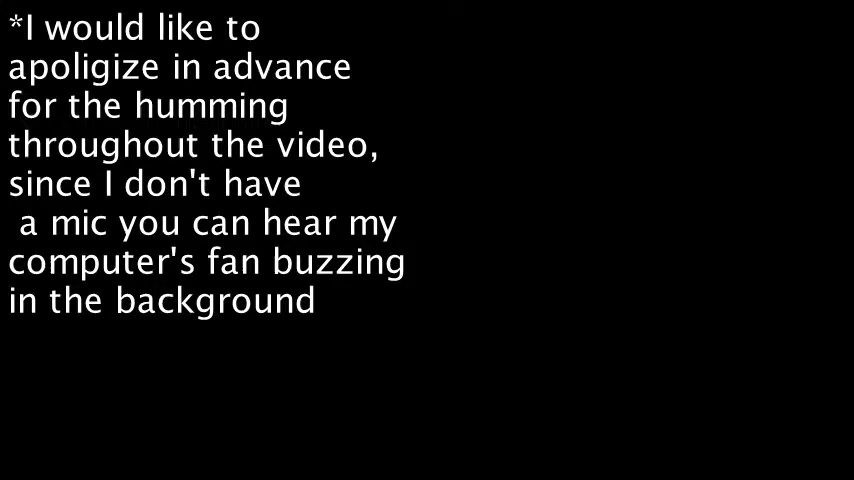 *I would like to
apoligize in advance
for the humming
throughout the video,
since I don't have
a mic you can hear my
computer's fan buzzing
in the background